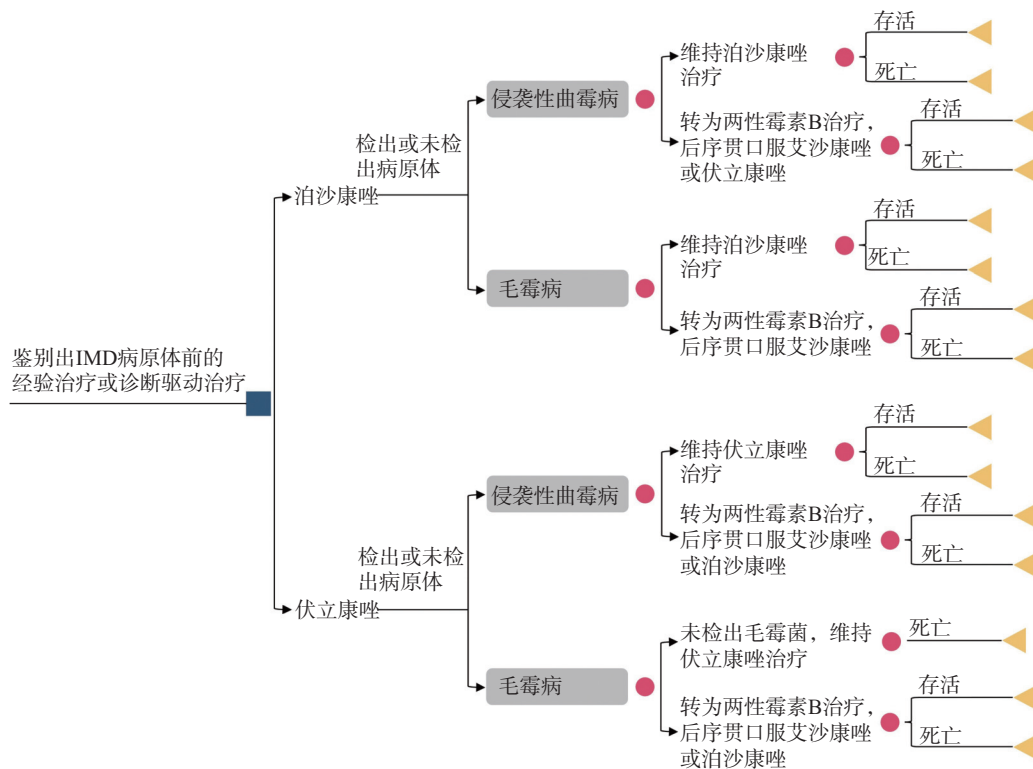 鉴别出IMD病原体前的
经验治疗或诊断驱动治疗
泊沙康唑
检出或未检
出病原体
侵袭性曲霉病
维持泊沙康唑
治疗
存活
死亡
转为两性霉素B治疗，
后序贯口服艾沙康唑
或伏立康唑
存活
死亡
毛霉病
维持泊沙康唑
治疗
存活
死亡
转为两性霉素B治疗，
后序贯口服艾沙康唑
存活
死亡
伏立康唑
检出或未检
出病原体
侵袭性曲霉病
维持伏立康唑
治疗
存活
死亡
转为两性霉素B治疗，
后序贯口服艾沙康唑
或泊沙康唑
存活
死亡
毛霉病
未检出毛霉菌，维持
伏立康唑治疗
死亡
转为两性霉素B治疗，
后序贯口服艾沙康唑
或泊沙康唑
存活
死亡